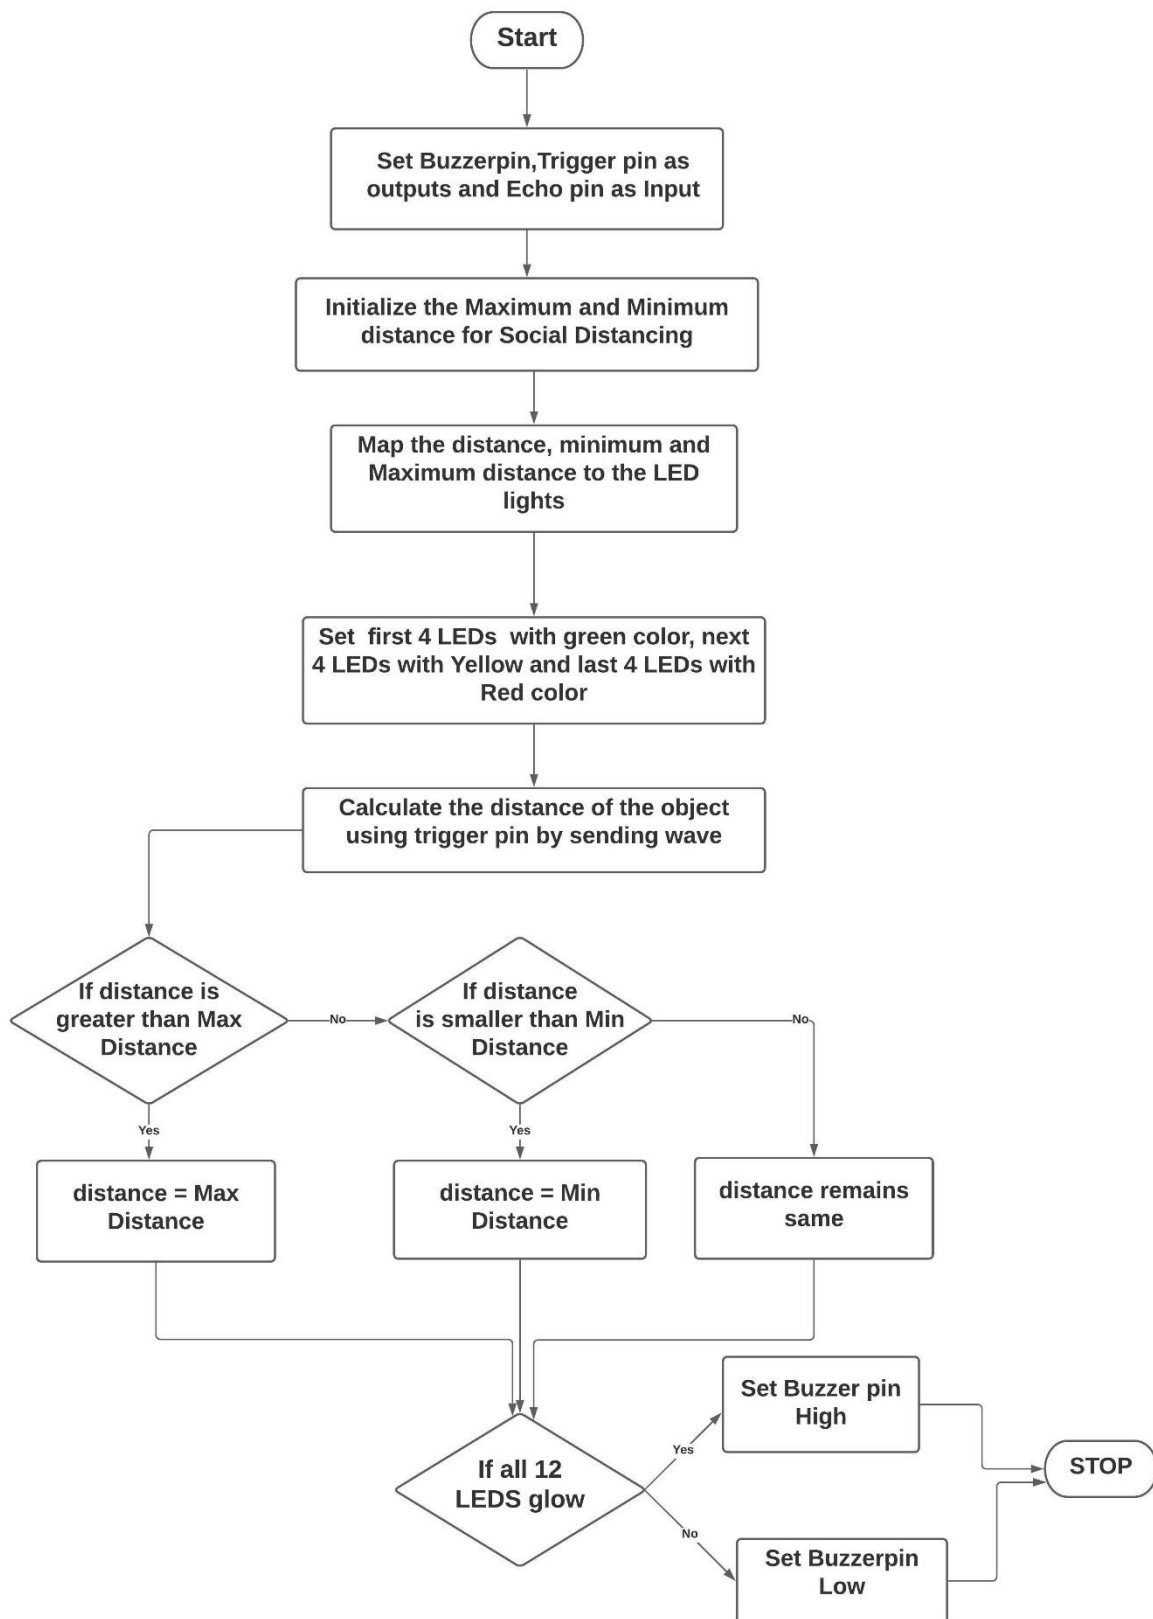 Start
Set Buzzerpin,Trigger pin as
outputs and Echo pin as Input
Initialize the Maximum and Minimum
distance for Social Distancing
Map the distance, minimum and
Maximum distance to the LED
lights
Set first 4 LEDs with green color, next
4 LEDs with Yellow and last 4 LEDs with
Red color
Calculate the distance of the object
using trigger pin by sending wave
If distance is
greater than Max
Distance
No
If distance
is smaller than Min
Distance
No
Yes
Yes
distance = Max
Distance
distance = Min
Distance
distance remains
same
If all 12
LEDS glow
Yes
Set Buzzer pin
High
No
Set Buzzerpin
Low
STOP